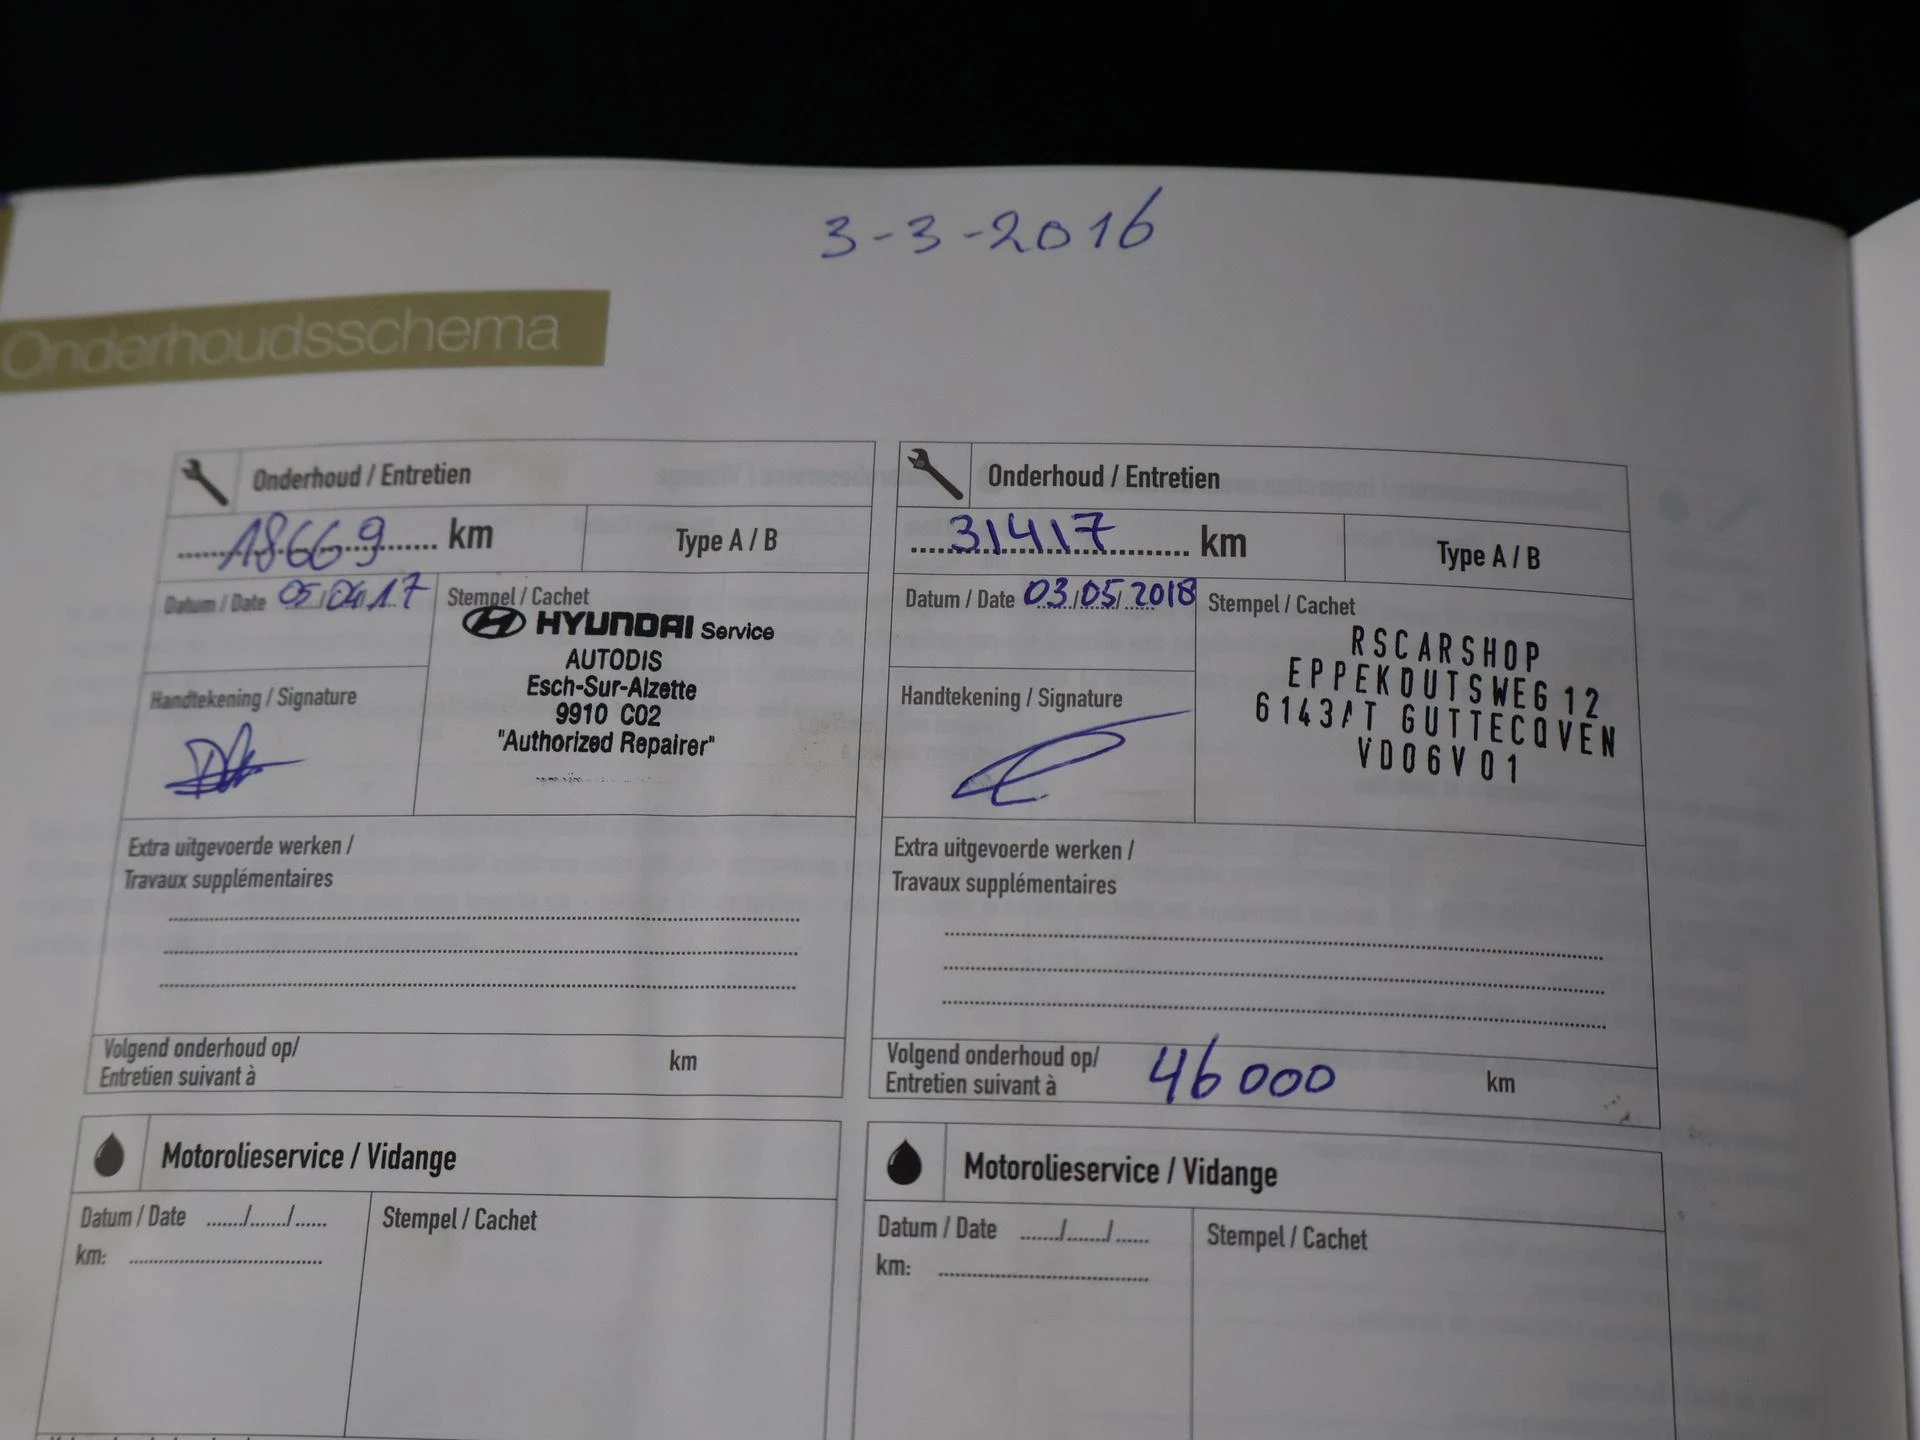 3-3-2016
Onderhoudsschema
Onderhoud / Entretien
18669 km
Type A / B
Datum / Date 05/04/17
Stempel / Cachet
HYUNDAI Service
AUTODIS
Esch-Sur-Alzette
9910 C02
"Authorized Repairer"
Handtekening / Signature
Extra uitgevoerde werken /
Travaux supplémentaires
Volgend onderhoud op/
Entretien suivant à
km
Motorolieservice / Vidange
Datum / Date ......./......./......
km:
Stempel / Cachet
Onderhoud / Entretien
31417 km
Type A / B
Datum / Date 03/05/2018
Stempel / Cachet
RSCARSHOP
EPPEKOUTSWEG 12
6143AT GUTTECOVEN
VD06V01
Handtekening / Signature
Extra uitgevoerde werken /
Travaux supplémentaires
Volgend onderhoud op/
Entretien suivant à
46000 km
Motorolieservice / Vidange
Datum / Date ......./......./......
km:
Stempel / Cachet